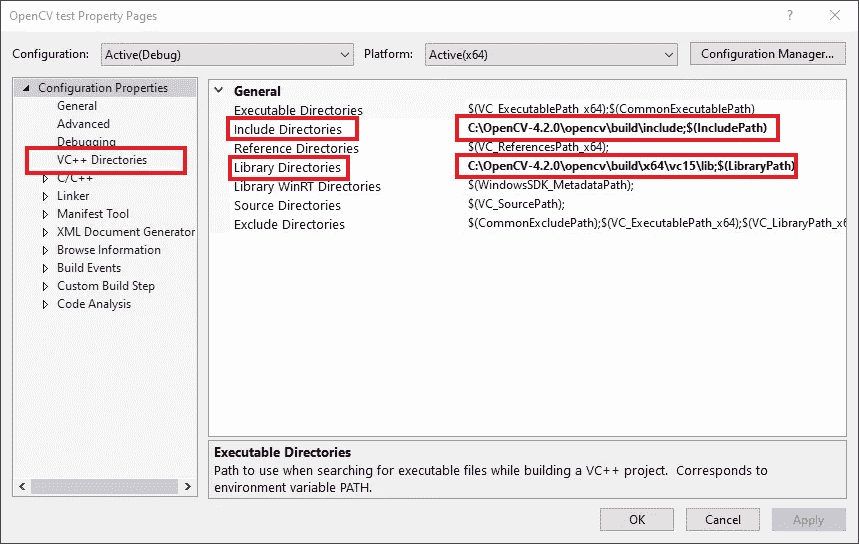 OpenCV test Property Pages
Configuration: Active(Debug) Platform: Active(x64) Configuration Manager...
Configuration Properties
General
Advanced
Debugging
VC++ Directories
C/C++
Linker
Manifest Tool
XML Document Generator
Browse Information
Build Events
Custom Build Step
Code Analysis
General
Executable Directories $(VC_ExecutablePath_x64);$(CommonExecutablePath)
Include Directories C:\OpenCV-4.2.0\opencv\build\include;$(IncludePath)
Reference Directories $(VC_ReferencesPath_x64);
Library Directories C:\OpenCV-4.2.0\opencv\build\x64\vc15\lib;$(LibraryPath)
Library WinRT Directories $(WindowsSDK_MetadataPath);
Source Directories $(VC_SourcePath);
Exclude Directories $(CommonExcludePath);$(VC_ExecutablePath_x64);$(VC_LibraryPath_x6
Executable Directories
Path to use when searching for executable files while building a VC++ project. Corresponds to
environment variable PATH.
OK Cancel Apply